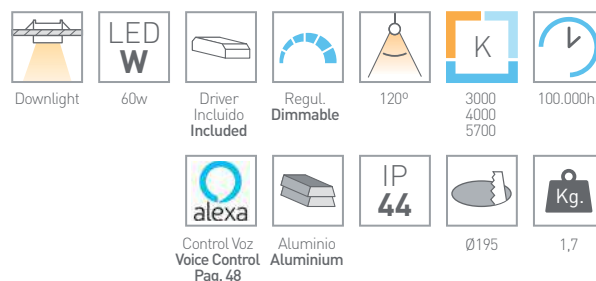 LED
W
K
Downlight
60w
Driver
Incluido
Included
Regul.
Dimmable
120º
3000
4000
5700
100.000h.
alexa
IP
44
Kg.
Control Voz
Voice Control
Pag. 48
Aluminio
Aluminium
Ø195
1,7